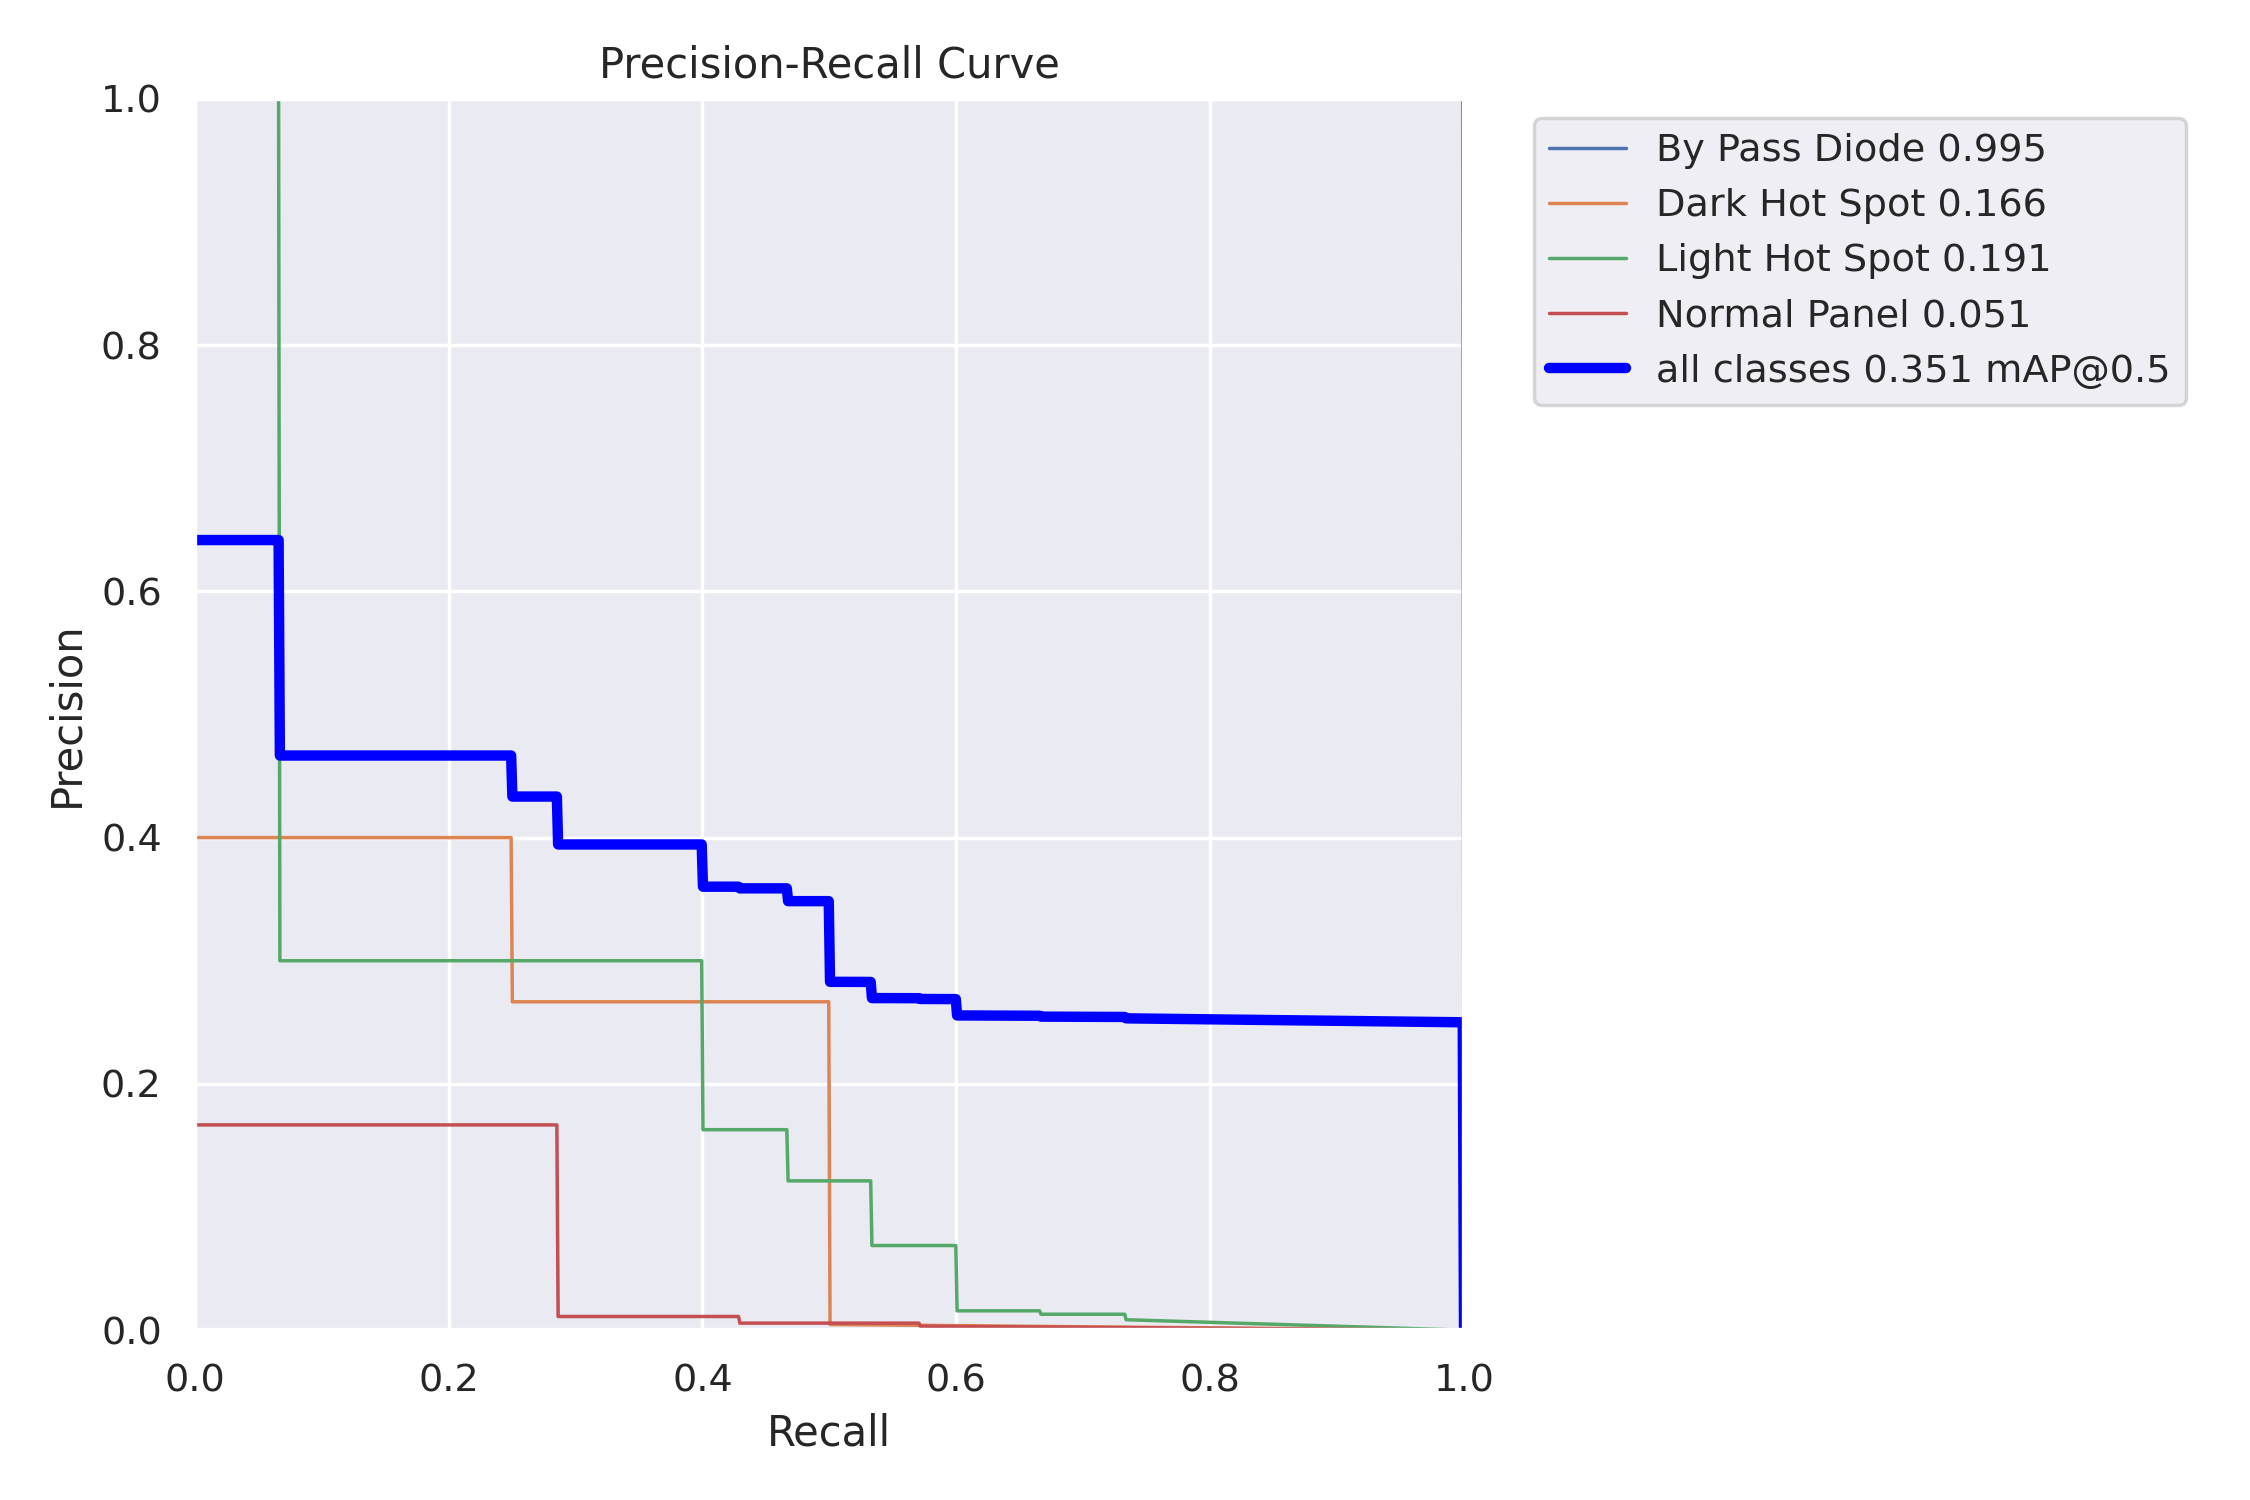 Precision-Recall Curve
1.0
0.8
0.6
0.4
0.2
0.0
Precision
0.0 0.2 0.4 0.6 0.8 1.0
Recall
By Pass Diode 0.995
Dark Hot Spot 0.166
Light Hot Spot 0.191
Normal Panel 0.051
all classes 0.351 mAP@0.5